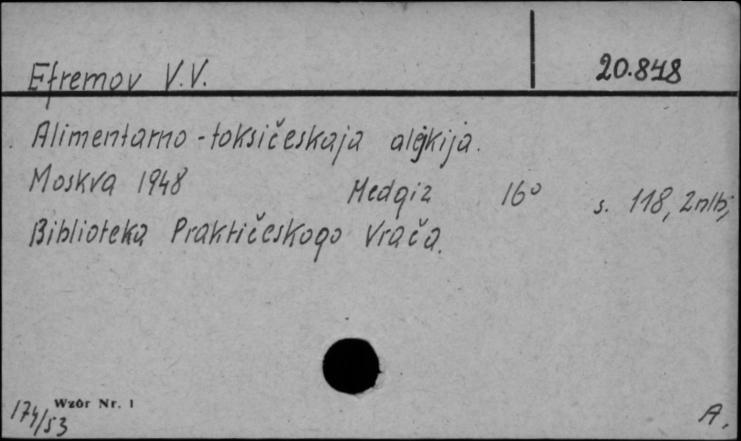 Efremov V.V.
20.848
Alimentarno-toksičeskaja algkija.
Moskva 1948 Medgiz 16° s. 118, 2nlb,
Biblioteka Praktičeskogo Vrača.
Wzór Nr. 1
174/53
A.